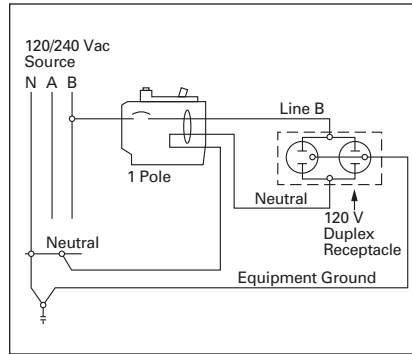 120/240 Vac
Source
N A B
Line B
1 Pole
Neutral
120 V
Duplex
Receptacle
Neutral
Equipment Ground